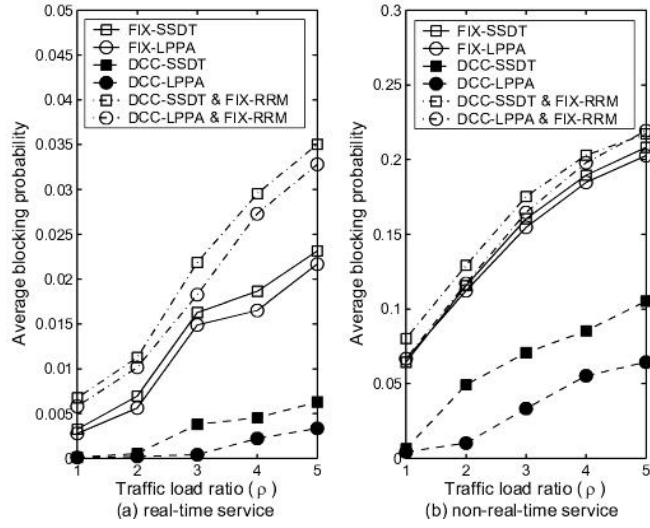 0.05
0.045
0.04
0.035
0.03
0.025
0.02
0.015
0.01
0.005
0
Average blocking probability
FIX-SSDT
FIX-LPPA
DCC-SSDT
DCC-LPPA
DCC-SSDT & FIX-RRM
DCC-LPPA & FIX-RRM
1 2 3 4 5
Traffic load ratio (ρ)
(a) real-time service
0.3
0.25
0.2
0.15
0.1
0.05
0
Average blocking probability
FIX-SSDT
FIX-LPPA
DCC-SSDT
DCC-LPPA
DCC-SSDT & FIX-RRM
DCC-LPPA & FIX-RRM
1 2 3 4 5
Traffic load ratio (ρ)
(b) non-real-time service